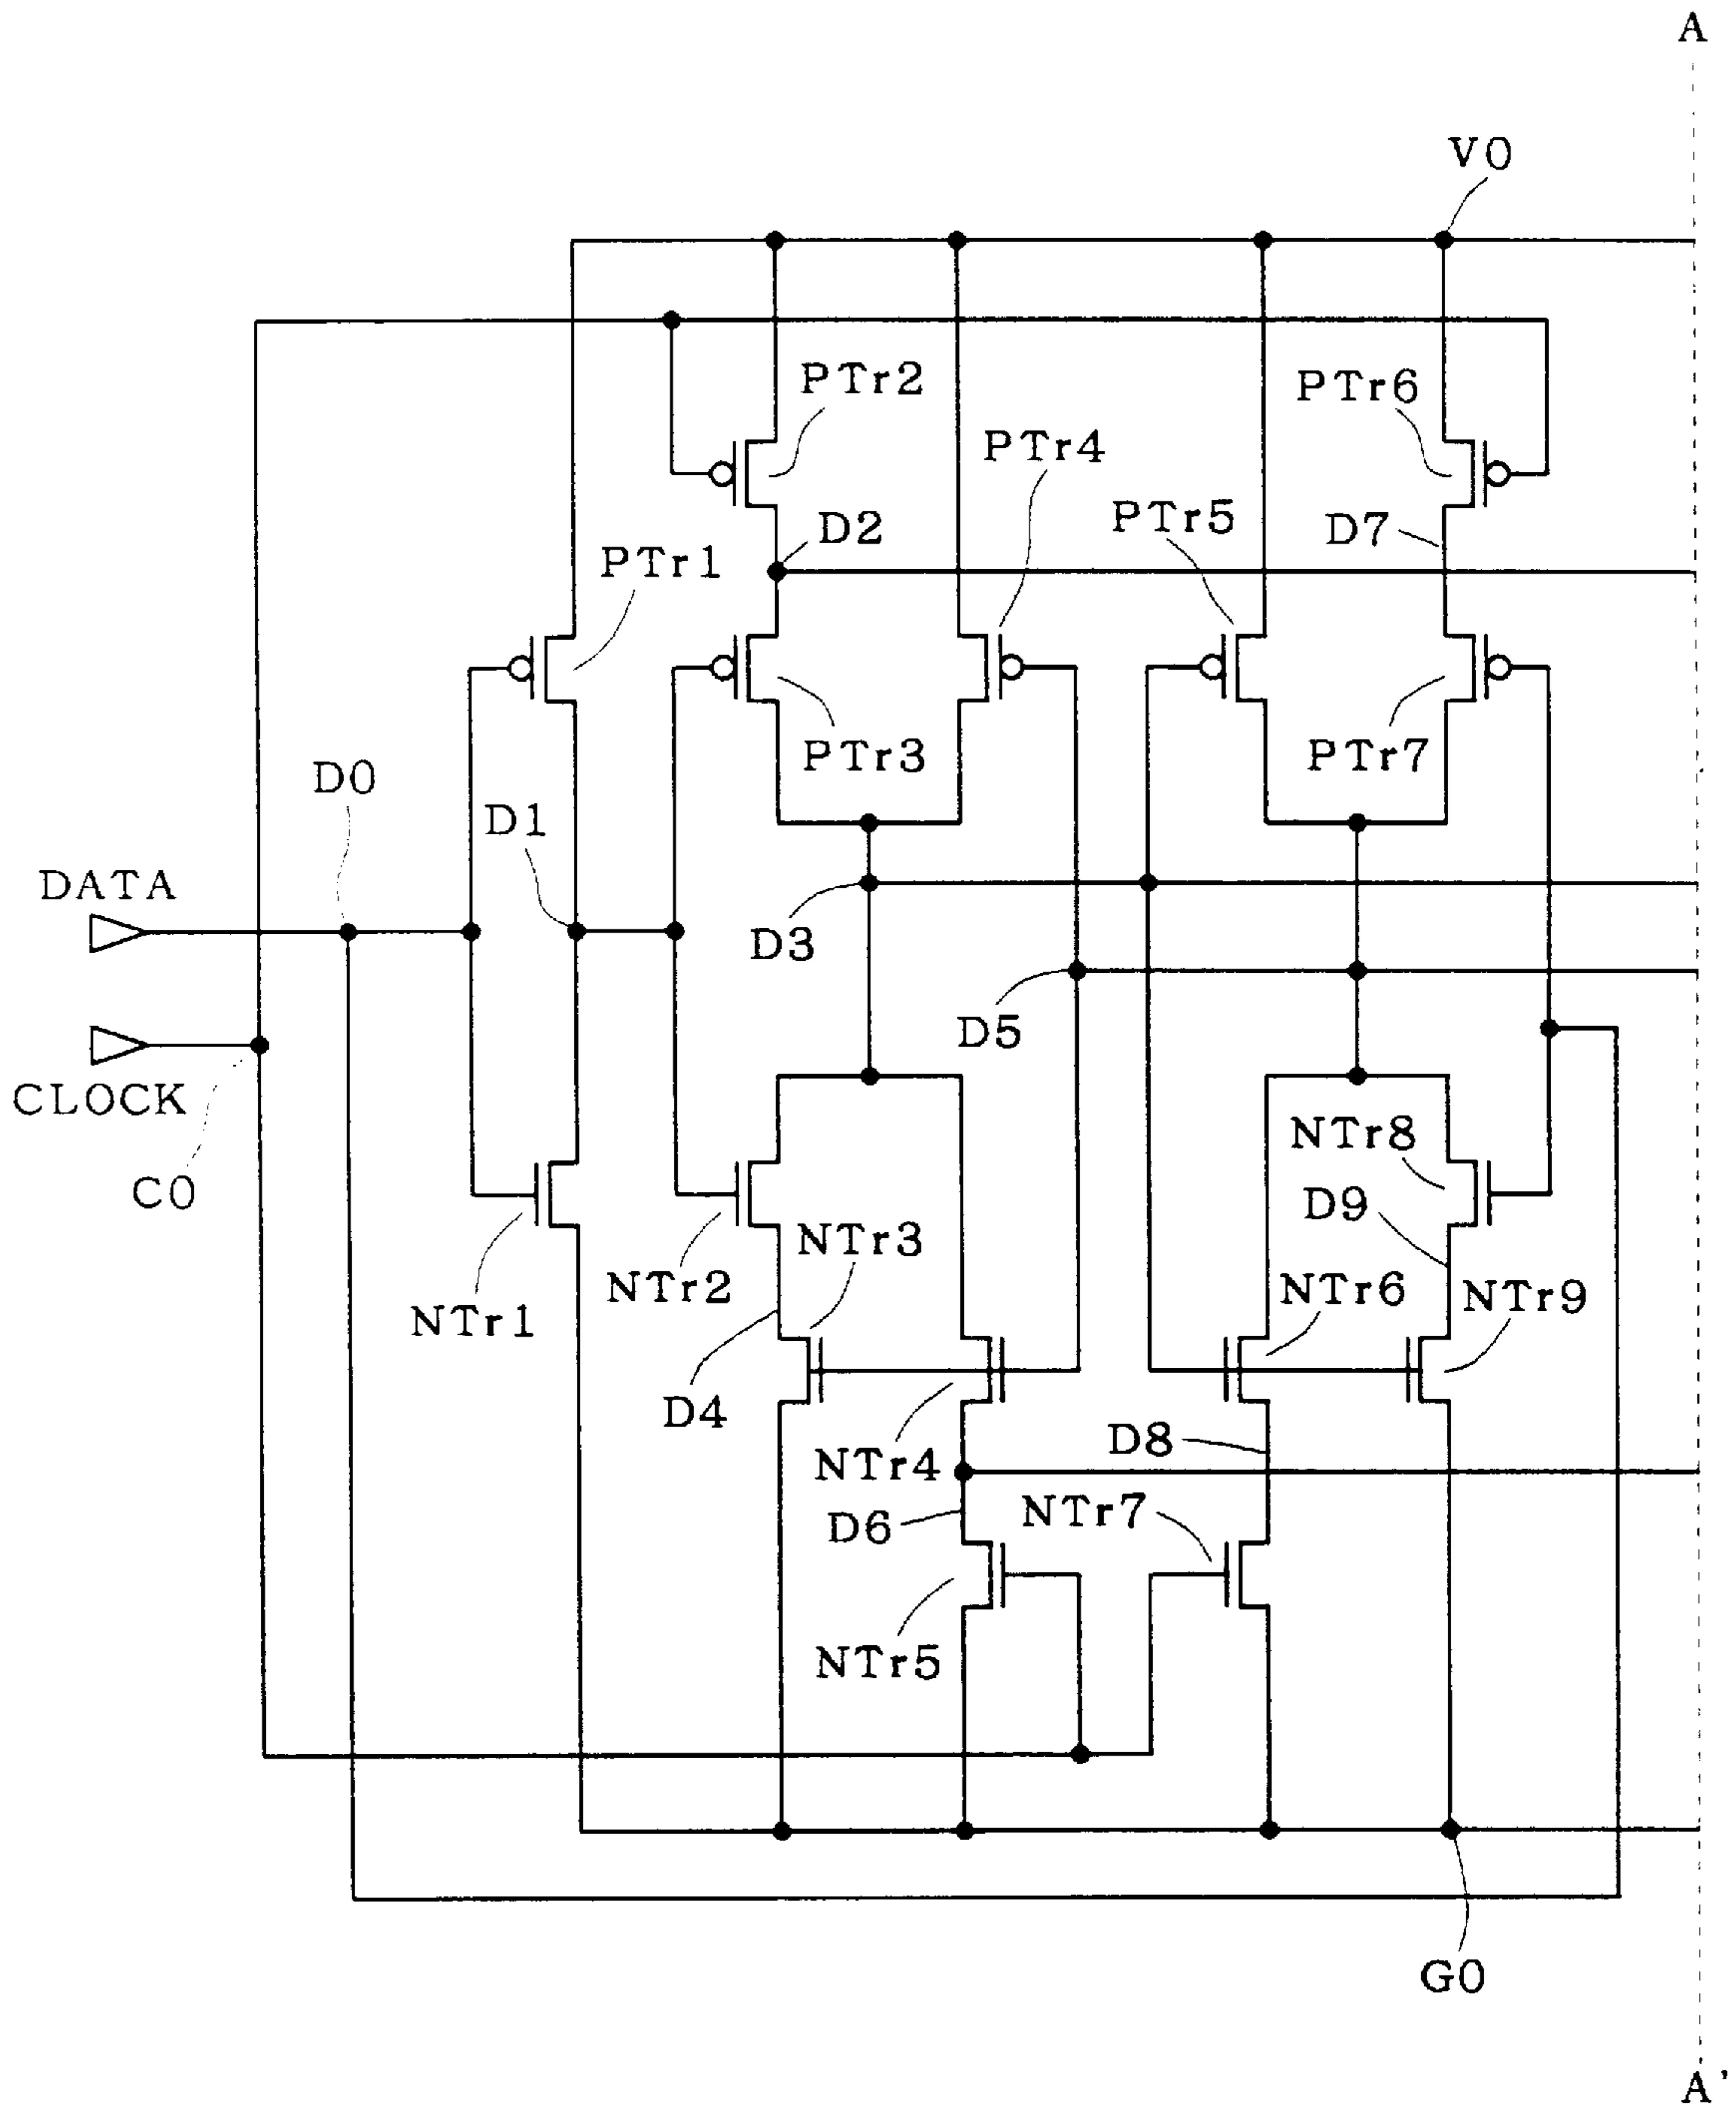 A
V0
PTr2
PTr6
PTr4
PTr5
D2
D7
PTr1
PTr3
PTr7
D0
D1
DATA
D3
D5
CLOCK
NTr8
C0
D9
NTr3
NTr2
NTr6
NTr9
NTr1
D4
D8
NTr4
NTr7
D6
NTr5
G0
A'